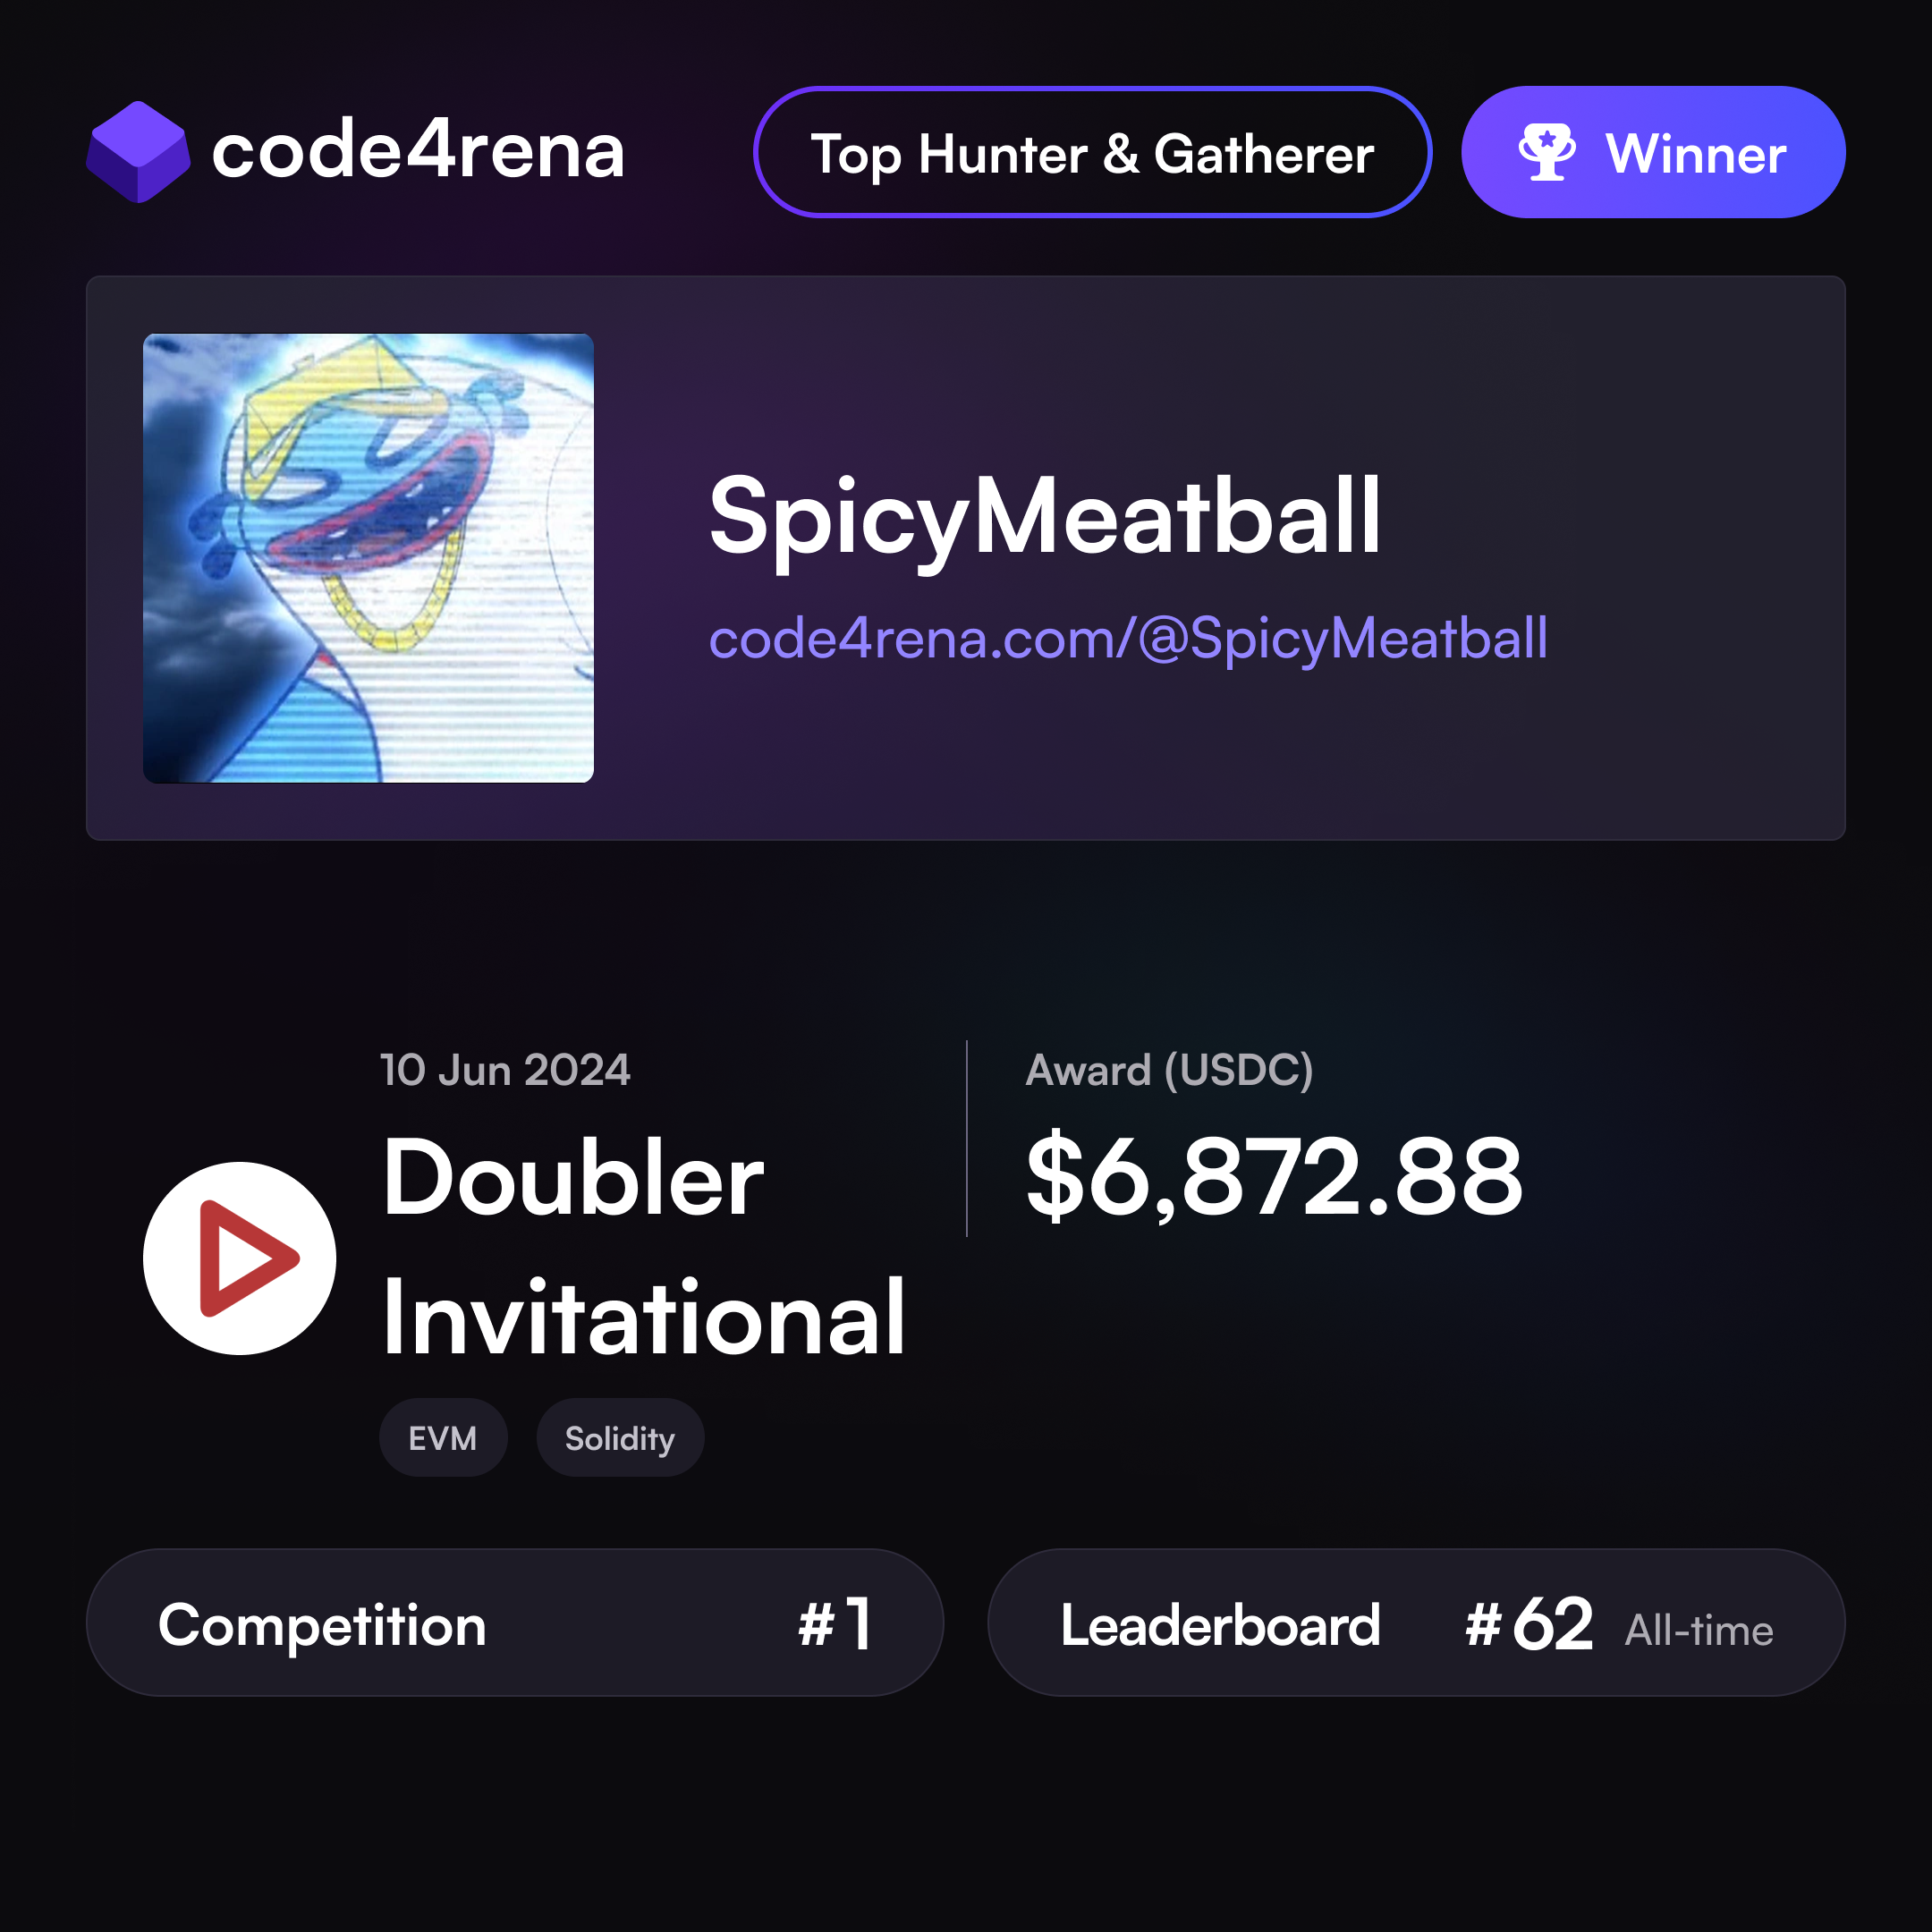 code4rena
Top Hunter & Gatherer
Winner
SpicyMeatball
code4rena.com/@SpicyMeatball
10 Jun 2024
Doubler
Invitational
EVM
Solidity
Award (USDC)
$6,872.88
Competition
#1
Leaderboard
#62 All-time